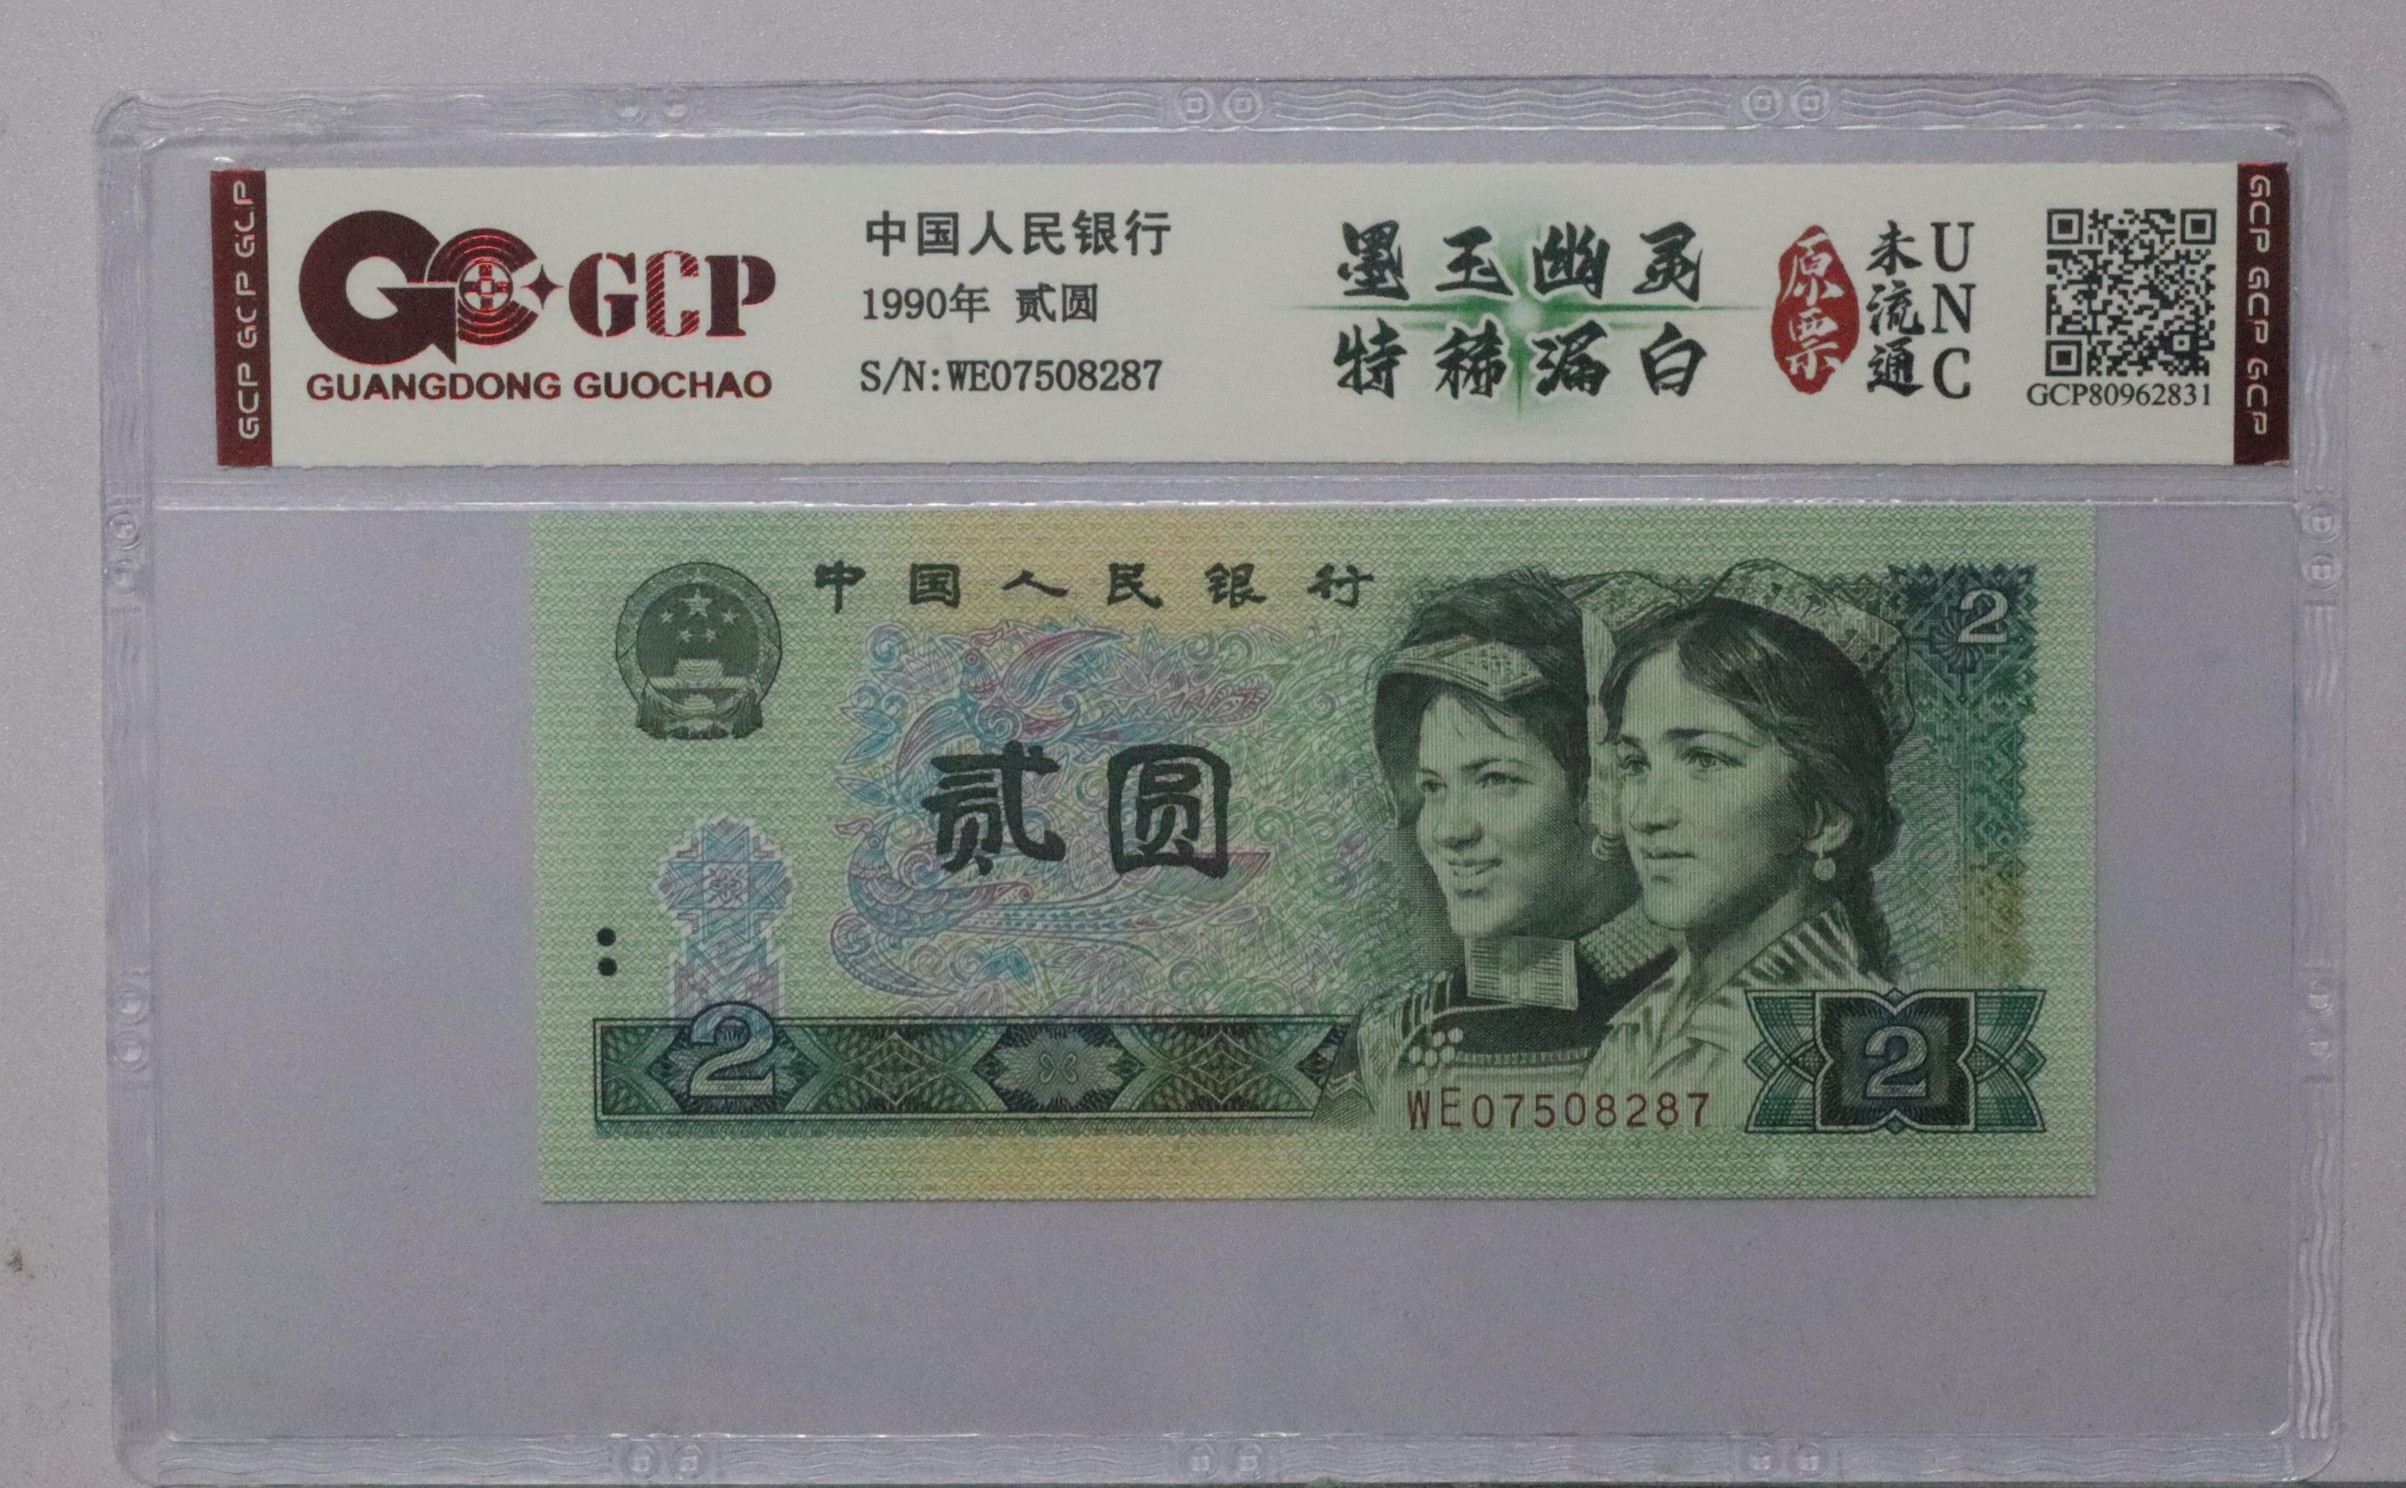 GCP GCP GCP
GCP
GUANGDONG GUOCHAO
中国人民银行
1990年 贰圆
S/N:WE07508287
墨玉幽灵
特稀漏白
原票
未流通
UNC
GCP80962831
GCP GCP GCP
中国人民银行
2
贰圆
2
2
WE07508287